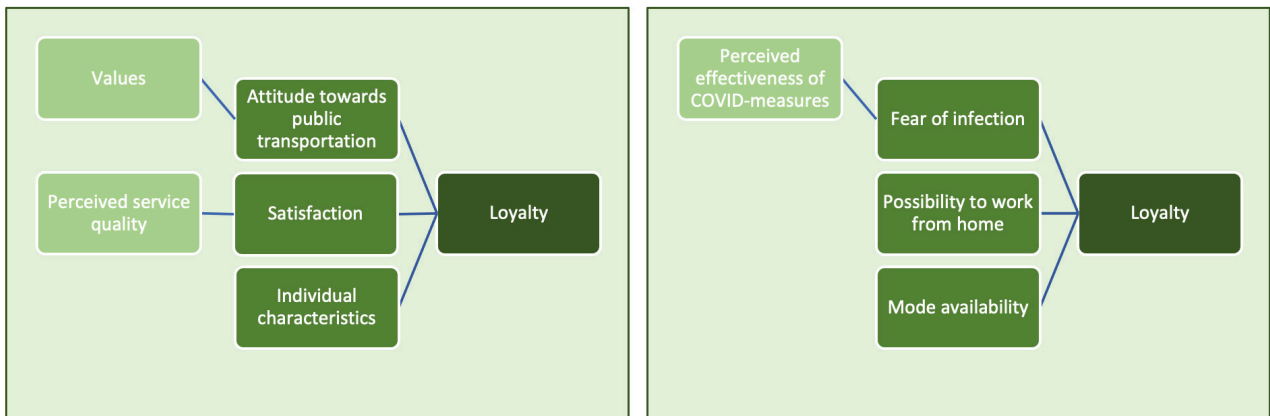 Values
Attitude towards
public
transportation
Perceived service
quality
Satisfaction
Loyalty
Individual
characteristics
Perceived
effectiveness of
COVID-measures
Fear of infection
Possibility to work
from home
Loyalty
Mode availability